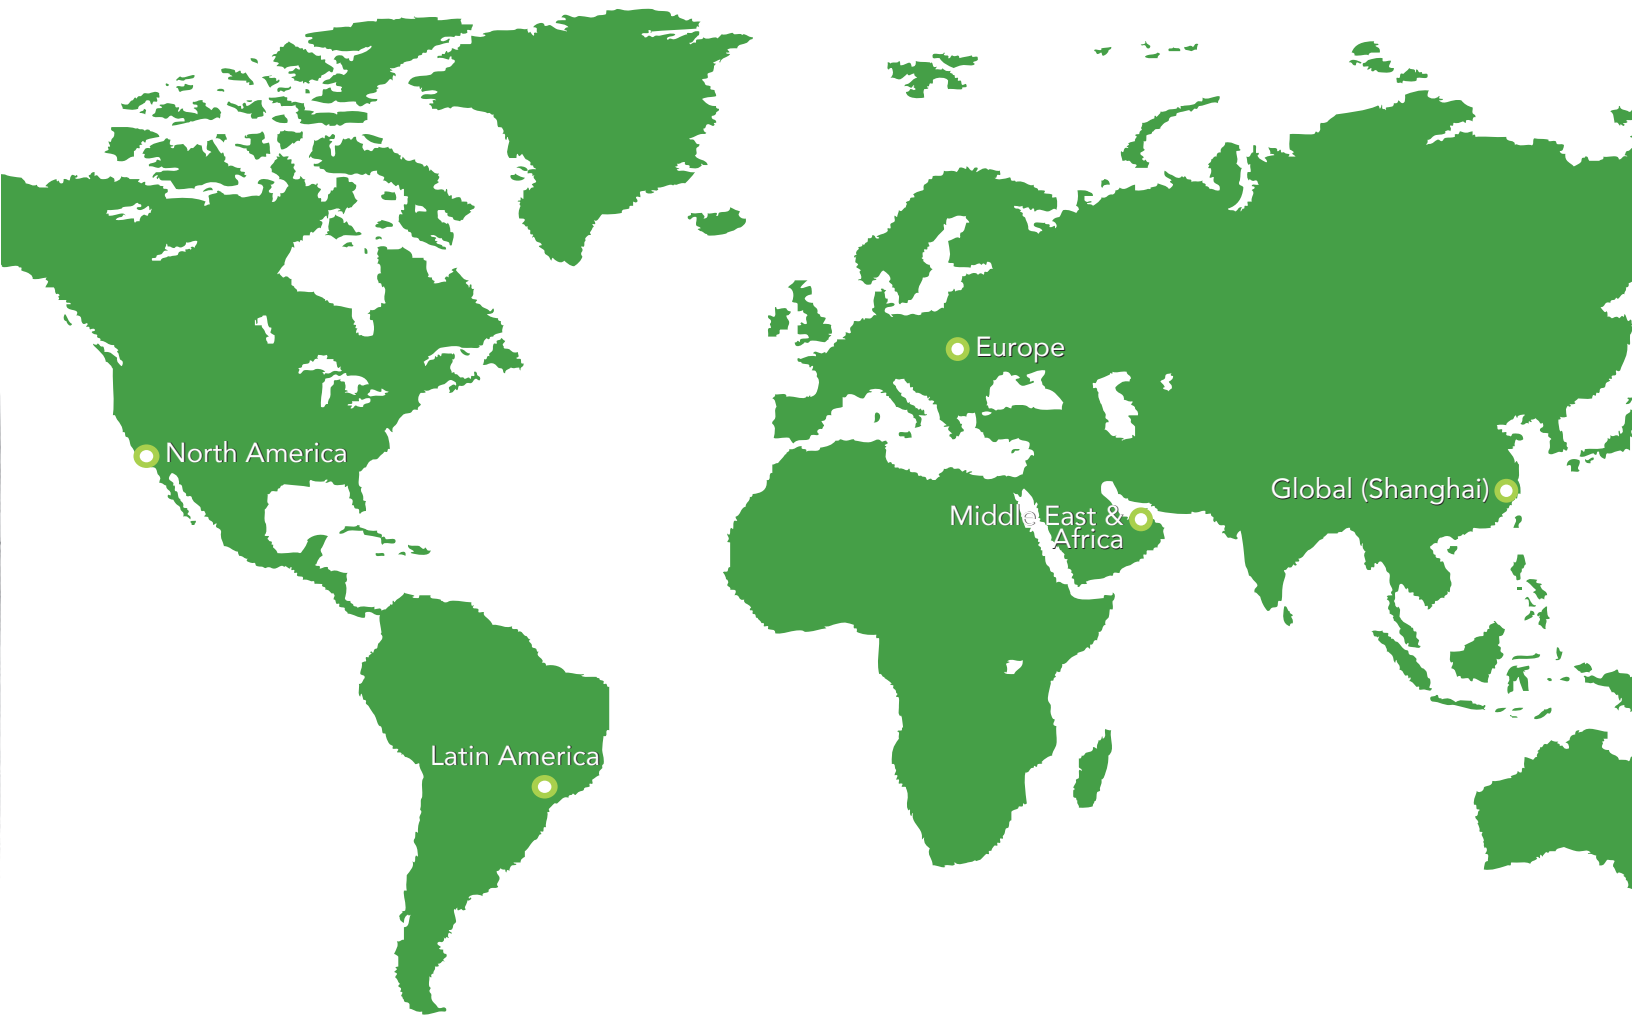 Europe
North America
Global (Shanghai)
Middle East &
Africa
Latin America